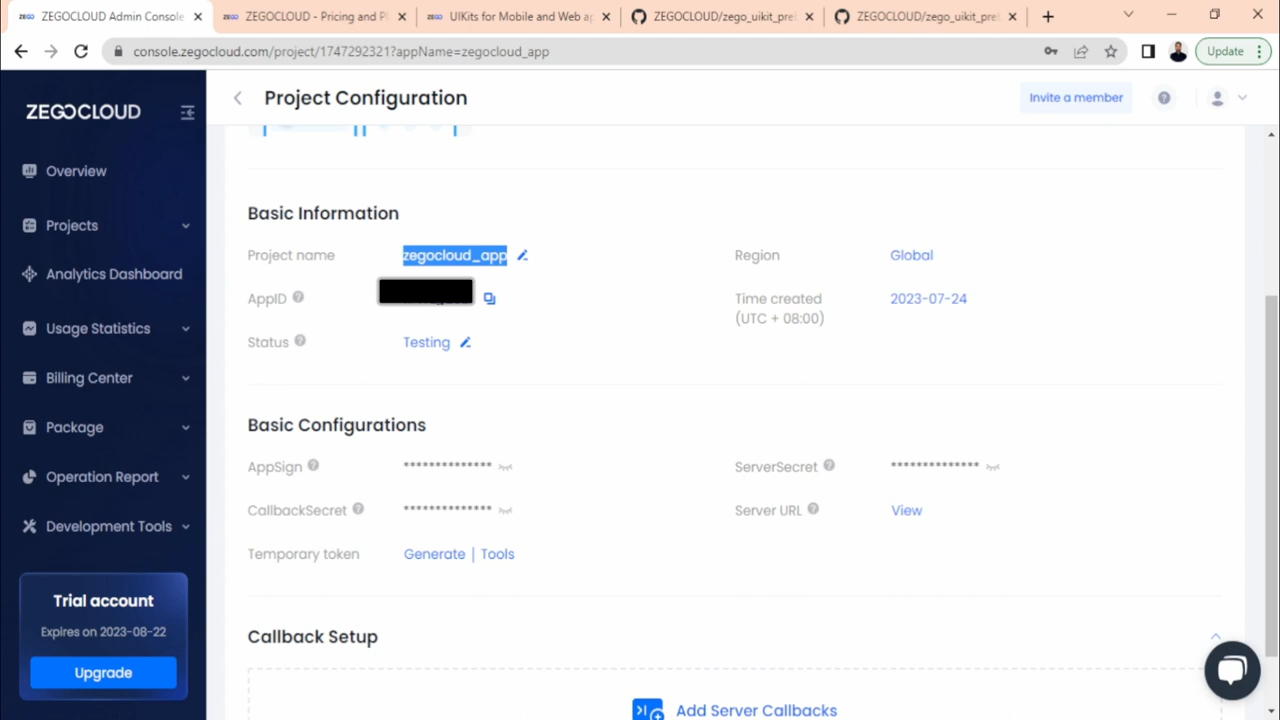 ZEGOCLOUD Admin Console
ZEGOCLOUD - Pricing and Pl
UIKits for Mobile and Web ap
ZEGOCLOUD/zego_uikit_pre
ZEGOCLOUD/zego_uikit_pre
console.zegocloud.com/project/1747292321?appName=zegocloud_app
Update
ZEGOCLOUD
Project Configuration
Invite a member
Overview
Projects
Analytics Dashboard
Usage Statistics
Billing Center
Package
Operation Report
Development Tools
Trial account
Expires on 2023-08-22
Upgrade
Basic Information
Project name zegocloud_app
Region Global
AppID
Time created 2023-07-24
(UTC + 08:00)
Status Testing
Basic Configurations
AppSign **************
ServerSecret **************
CallbackSecret **************
Server URL View
Temporary token Generate | Tools
Callback Setup
Add Server Callbacks